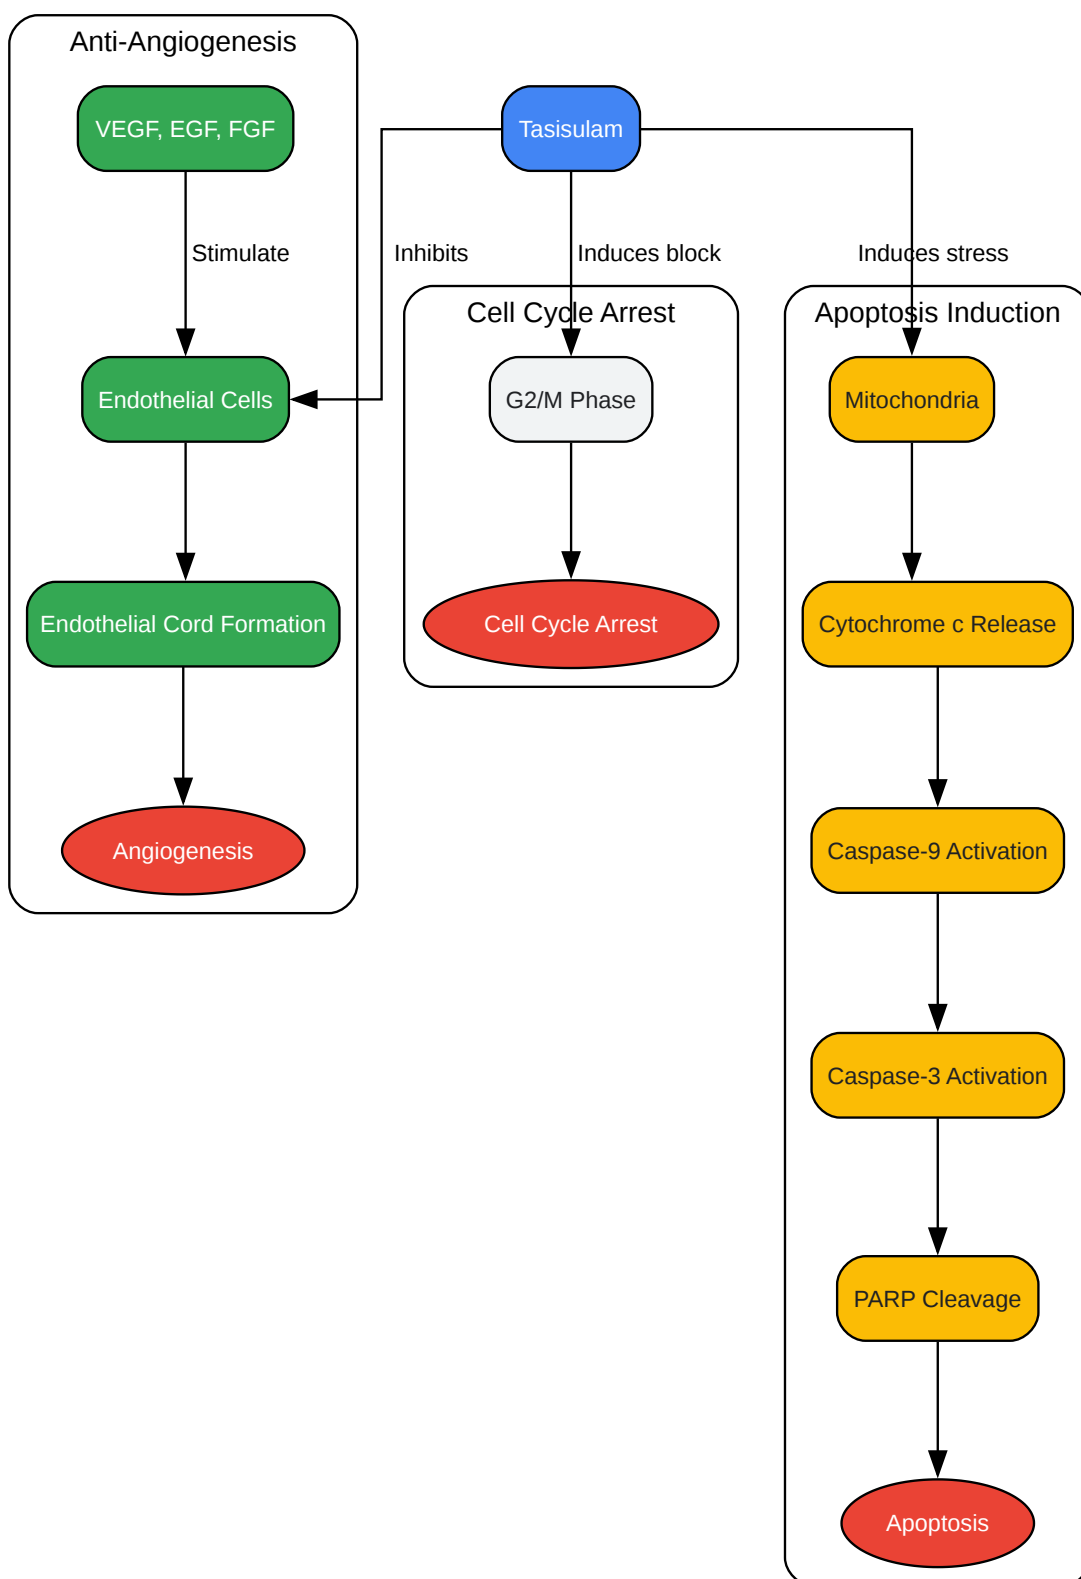 Anti-Angiogenesis
VEGF, EGF, FGF
Tasisulam
Stimulate
Inhibits
Induces block
Induces stress
Cell Cycle Arrest
Apoptosis Induction
Endothelial Cells
G2/M Phase
Mitochondria
Endothelial Cord Formation
Cell Cycle Arrest
Cytochrome c Release
Angiogenesis
Caspase-9 Activation
Caspase-3 Activation
PARP Cleavage
Apoptosis